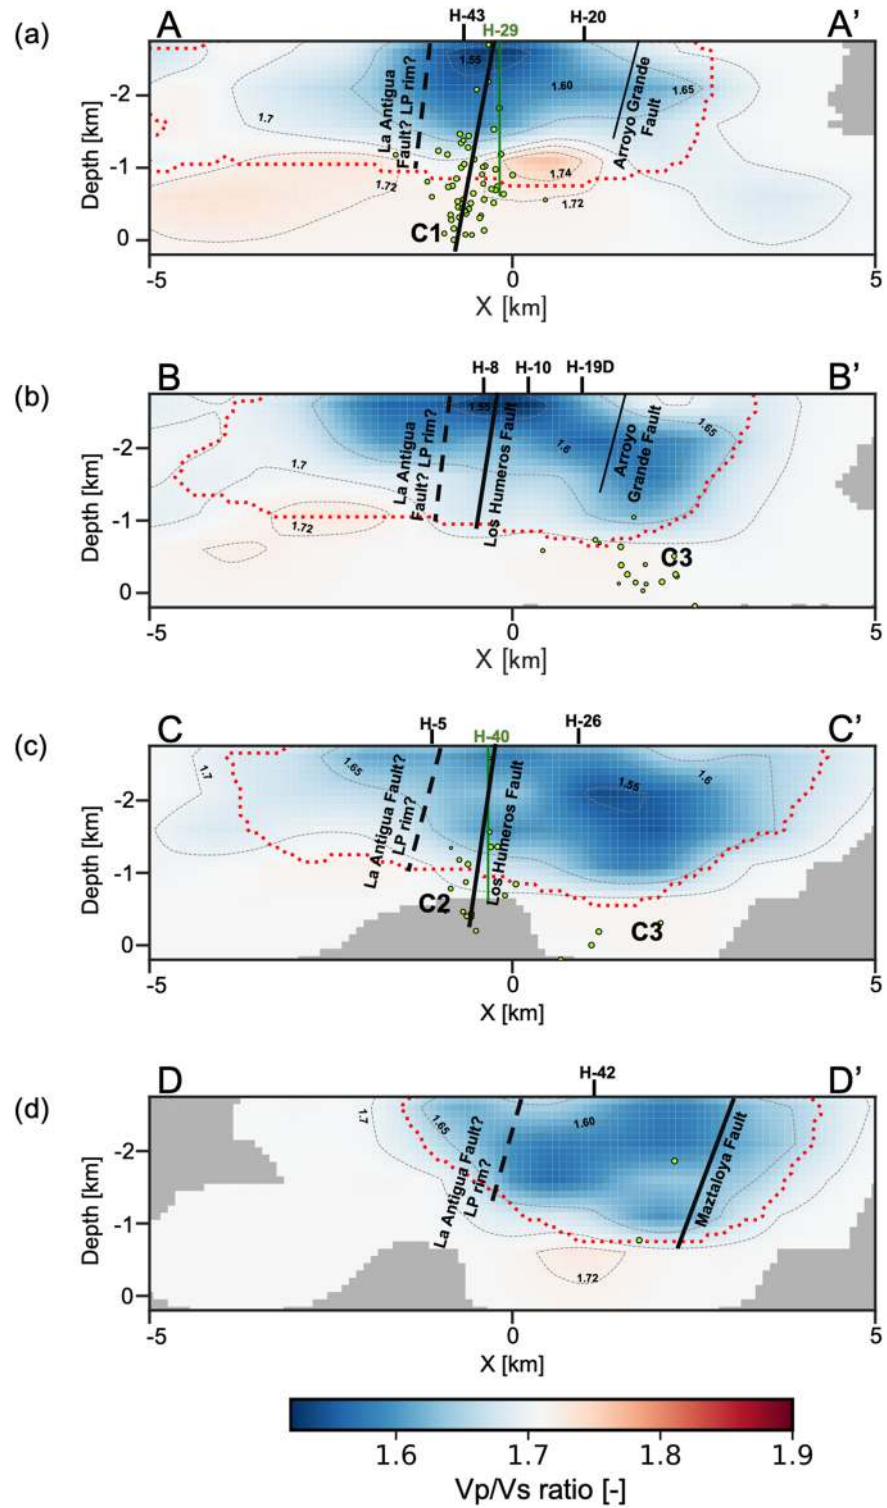 (a)
A
H-43
H-29
H-20
A'
Depth [km]
-2
-1
0
1.55
1.60
1.65
1.7
1.72
1.74
1.72
La Antigua
Fault? LP rim?
Arroyo Grande
Fault
C1
-5
0
5
X [km]
(b)
B
H-8
H-10
H-19D
B'
Depth [km]
-2
-1
0
1.55
1.6
1.65
1.7
1.72
La Antigua
Fault? LP rim?
Los Humeros Fault
Arroyo
Grande Fault
C3
-5
0
5
X [km]
(c)
C
H-5
H-40
H-26
C'
Depth [km]
-2
-1
0
1.7
1.65
1.55
1.6
La Antigua Fault?
LP rim?
Los Humeros Fault
C2
C3
-5
0
5
X [km]
(d)
D
H-42
D'
Depth [km]
-2
-1
0
1.7
1.65
1.60
1.72
La Antigua Fault?
LP rim?
Maztaloya Fault
-5
0
5
X [km]
1.6
1.7
1.8
1.9
Vp/Vs ratio [-]